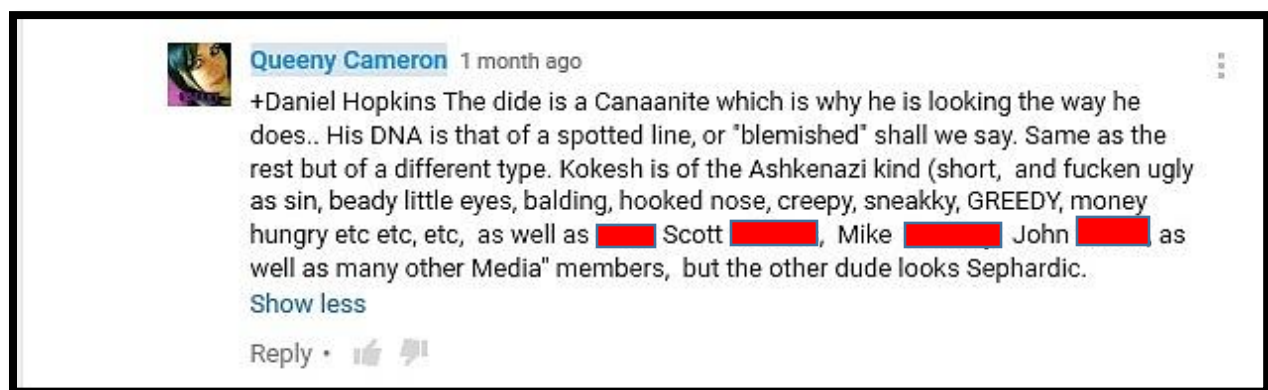 Queeny Cameron 1 month ago
+Daniel Hopkins The dide is a Canaanite which is why he is looking the way he
does.. His DNA is that of a spotted line, or "blemished" shall we say. Same as the
rest but of a different type. Kokesh is of the Ashkenazi kind (short, and fucken ugly
as sin, beady little eyes, balding, hooked nose, creepy, sneakky, GREEDY, money
hungry etc etc, etc, as well as Scott , Mike John , as
well as many other Media" members, but the other dude looks Sephardic.
Show less
Reply •